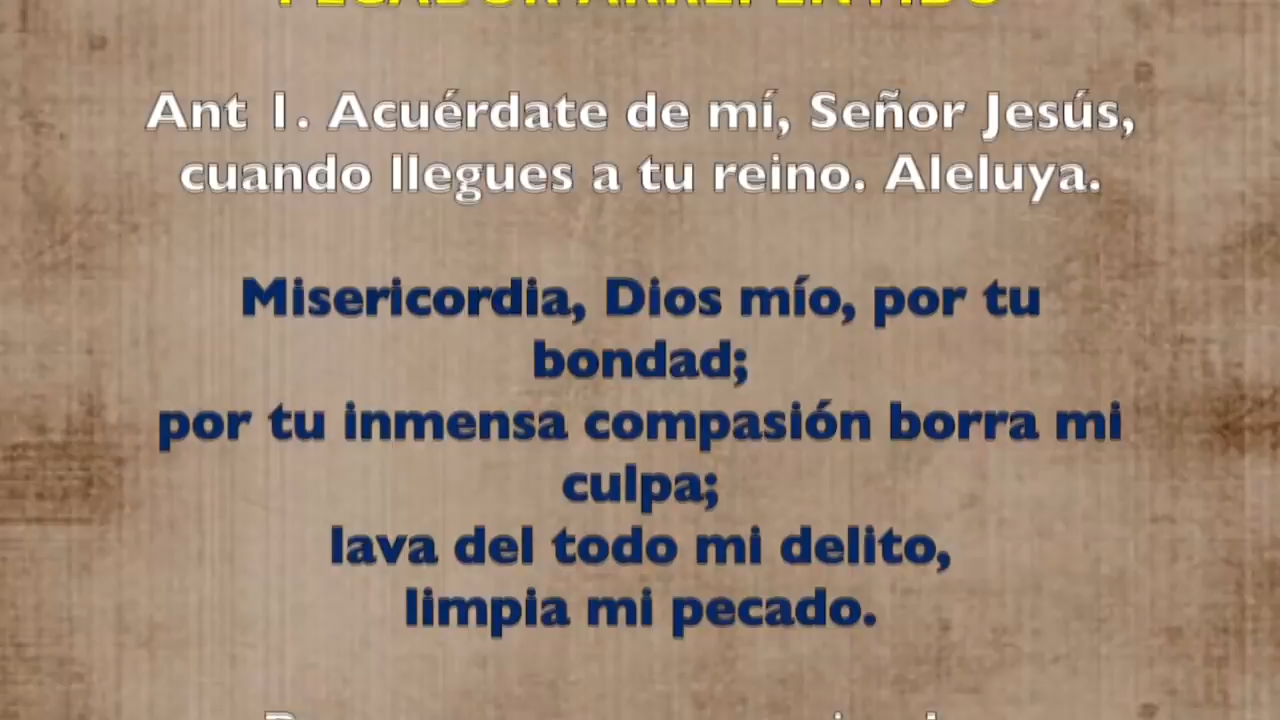 PECADOR ARREPENTIDO
Ant 1. Acuérdate de mí, Señor Jesús,
cuando llegues a tu reino. Aleluya.
Misericordia, Dios mío, por tu
bondad;
por tu inmensa compasión borra mi
culpa;
lava del todo mi delito,
limpia mi pecado.